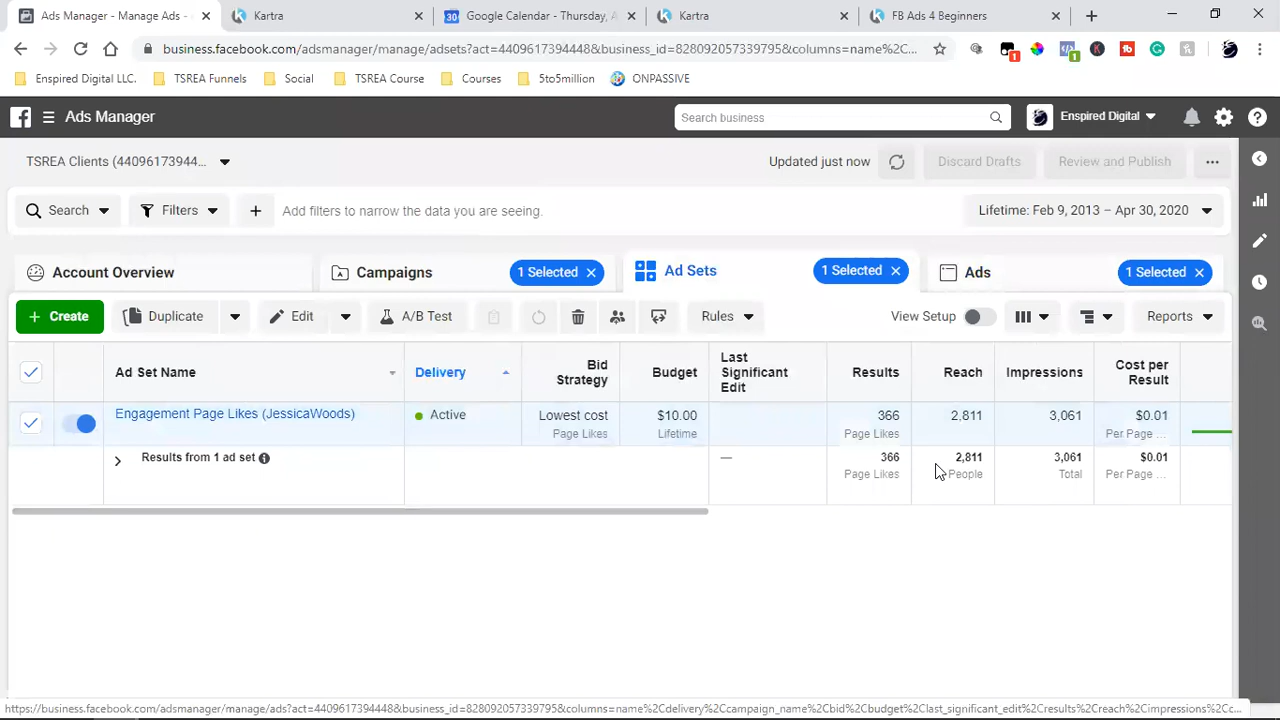 Ads Manager - Manage Ads -
Kartra
Google Calendar - Thursday, A
Kartra
FB Ads 4 Beginners
business.facebook.com/adsmanager/manage/adsets?act=4409617394448&business_id=828092057339795&columns=name%2C...
1
1
Enspired Digital LLC.
TSREA Funnels
Social
TSREA Course
Courses
5to5million
ONPASSIVE
Ads Manager
Search business
Enspired Digital
TSREA Clients (44096173944...
Updated just now
Discard Drafts
Review and Publish
Search
Filters
Add filters to narrow the data you are seeing.
Lifetime: Feb 9, 2013 – Apr 30, 2020
Account Overview
Campaigns
1 Selected
Ad Sets
1 Selected
Ads
1 Selected
Create
Duplicate
Edit
A/B Test
Rules
View Setup
Reports
Ad Set Name
Delivery
Bid Strategy
Budget
Last Significant Edit
Results
Reach
Impressions
Cost per Result
Engagement Page Likes (JessicaWoods)
Active
Lowest cost
Page Likes
$10.00
Lifetime
366
Page Likes
2,811
3,061
$0.01
Per Page ...
Results from 1 ad set
—
366
Page Likes
2,811
People
3,061
Total
$0.01
Per Page ...
https://business.facebook.com/adsmanager/manage/ads?act=4409617394448&business_id=828092057339795&columns=name%2Cdelivery%2Ccampaign_name%2Cbid%2Cbudget%2Clast_significant_edit%2Cresults%2Creach%2Cimpressions%2Cc...